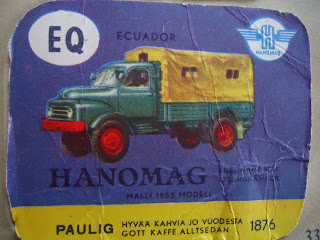 EQ
ECUADOR
HANOMAG
HANOMAG
MALLI 1955 MODELL
PAULIG HYVÄÄ KAHVIA JO VUODESTA 1876
GOTT KAFFE ALLTSEDAN
33